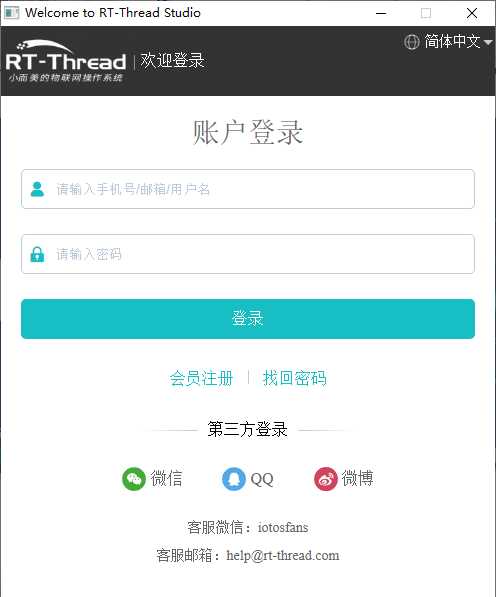 Welcome to RT-Thread Studio
简体中文
RT-Thread | 欢迎登录
小而美的物联网操作系统
账户登录
请输入手机号/邮箱/用户名
请输入密码
登录
会员注册 | 找回密码
第三方登录
微信 QQ 微博
客服微信：iotosfans
客服邮箱：help@rt-thread.com